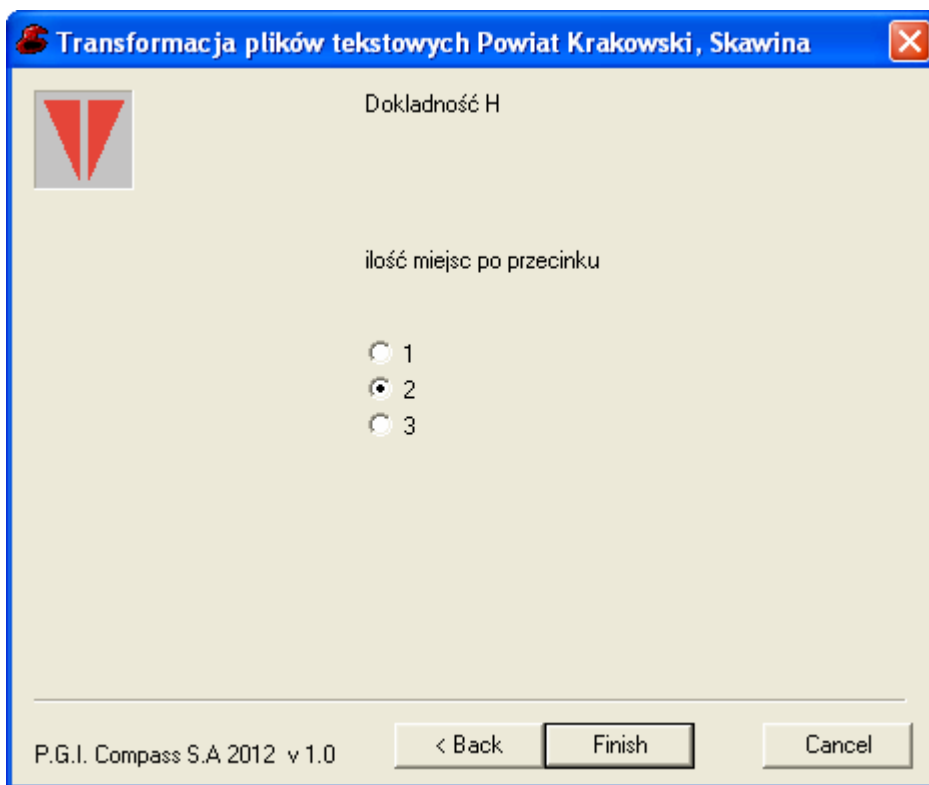 Transformacja plików tekstowych Powiat Krakowski, Skawina
Dokladność H
ilość miejsc po przecinku
1
2
3
P.G.I. Compass S.A 2012 v 1.0
< Back
Finish
Cancel